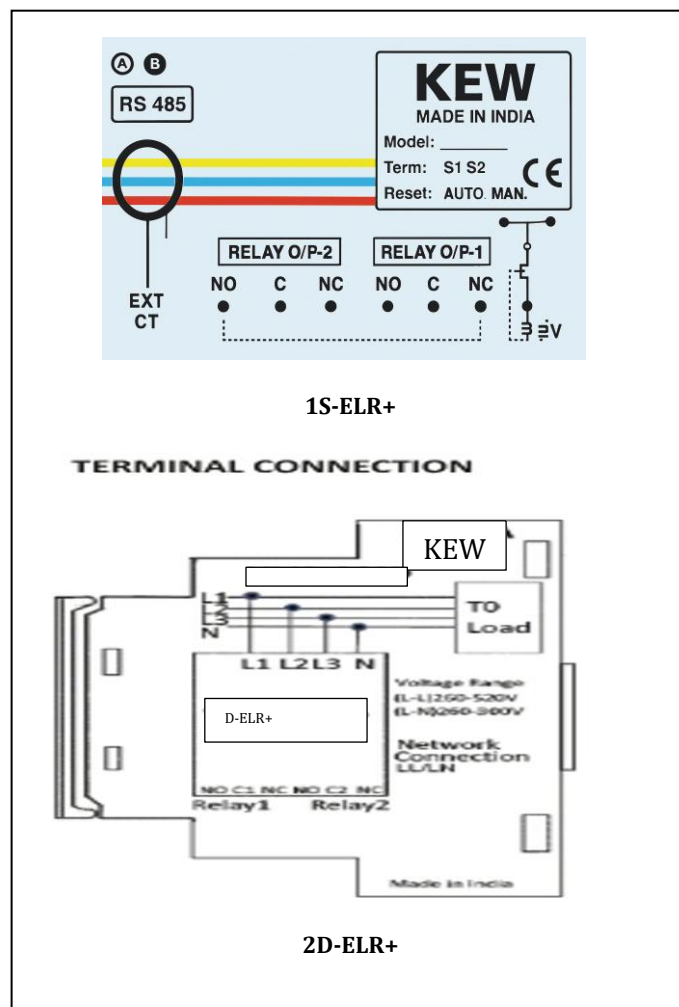 A B
RS 485
KEW
MADE IN INDIA
Model: _______
Term: S1 S2
Reset: AUTO. MAN.
CE
EXT
CT
RELAY O/P-2
RELAY O/P-1
NO C NC NO C NC
V
1S-ELR+
TERMINAL CONNECTION
KEW
L1
L2
L3
N
TO
Load
L1 L2 L3 N
Voltage Range
(L-L)260-520V
(L-N)260-300V
D-ELR+
Network
Connection
LL/LN
NO C1 NC NO C2 NC
Relay1 Relay2
Made in India
2D-ELR+